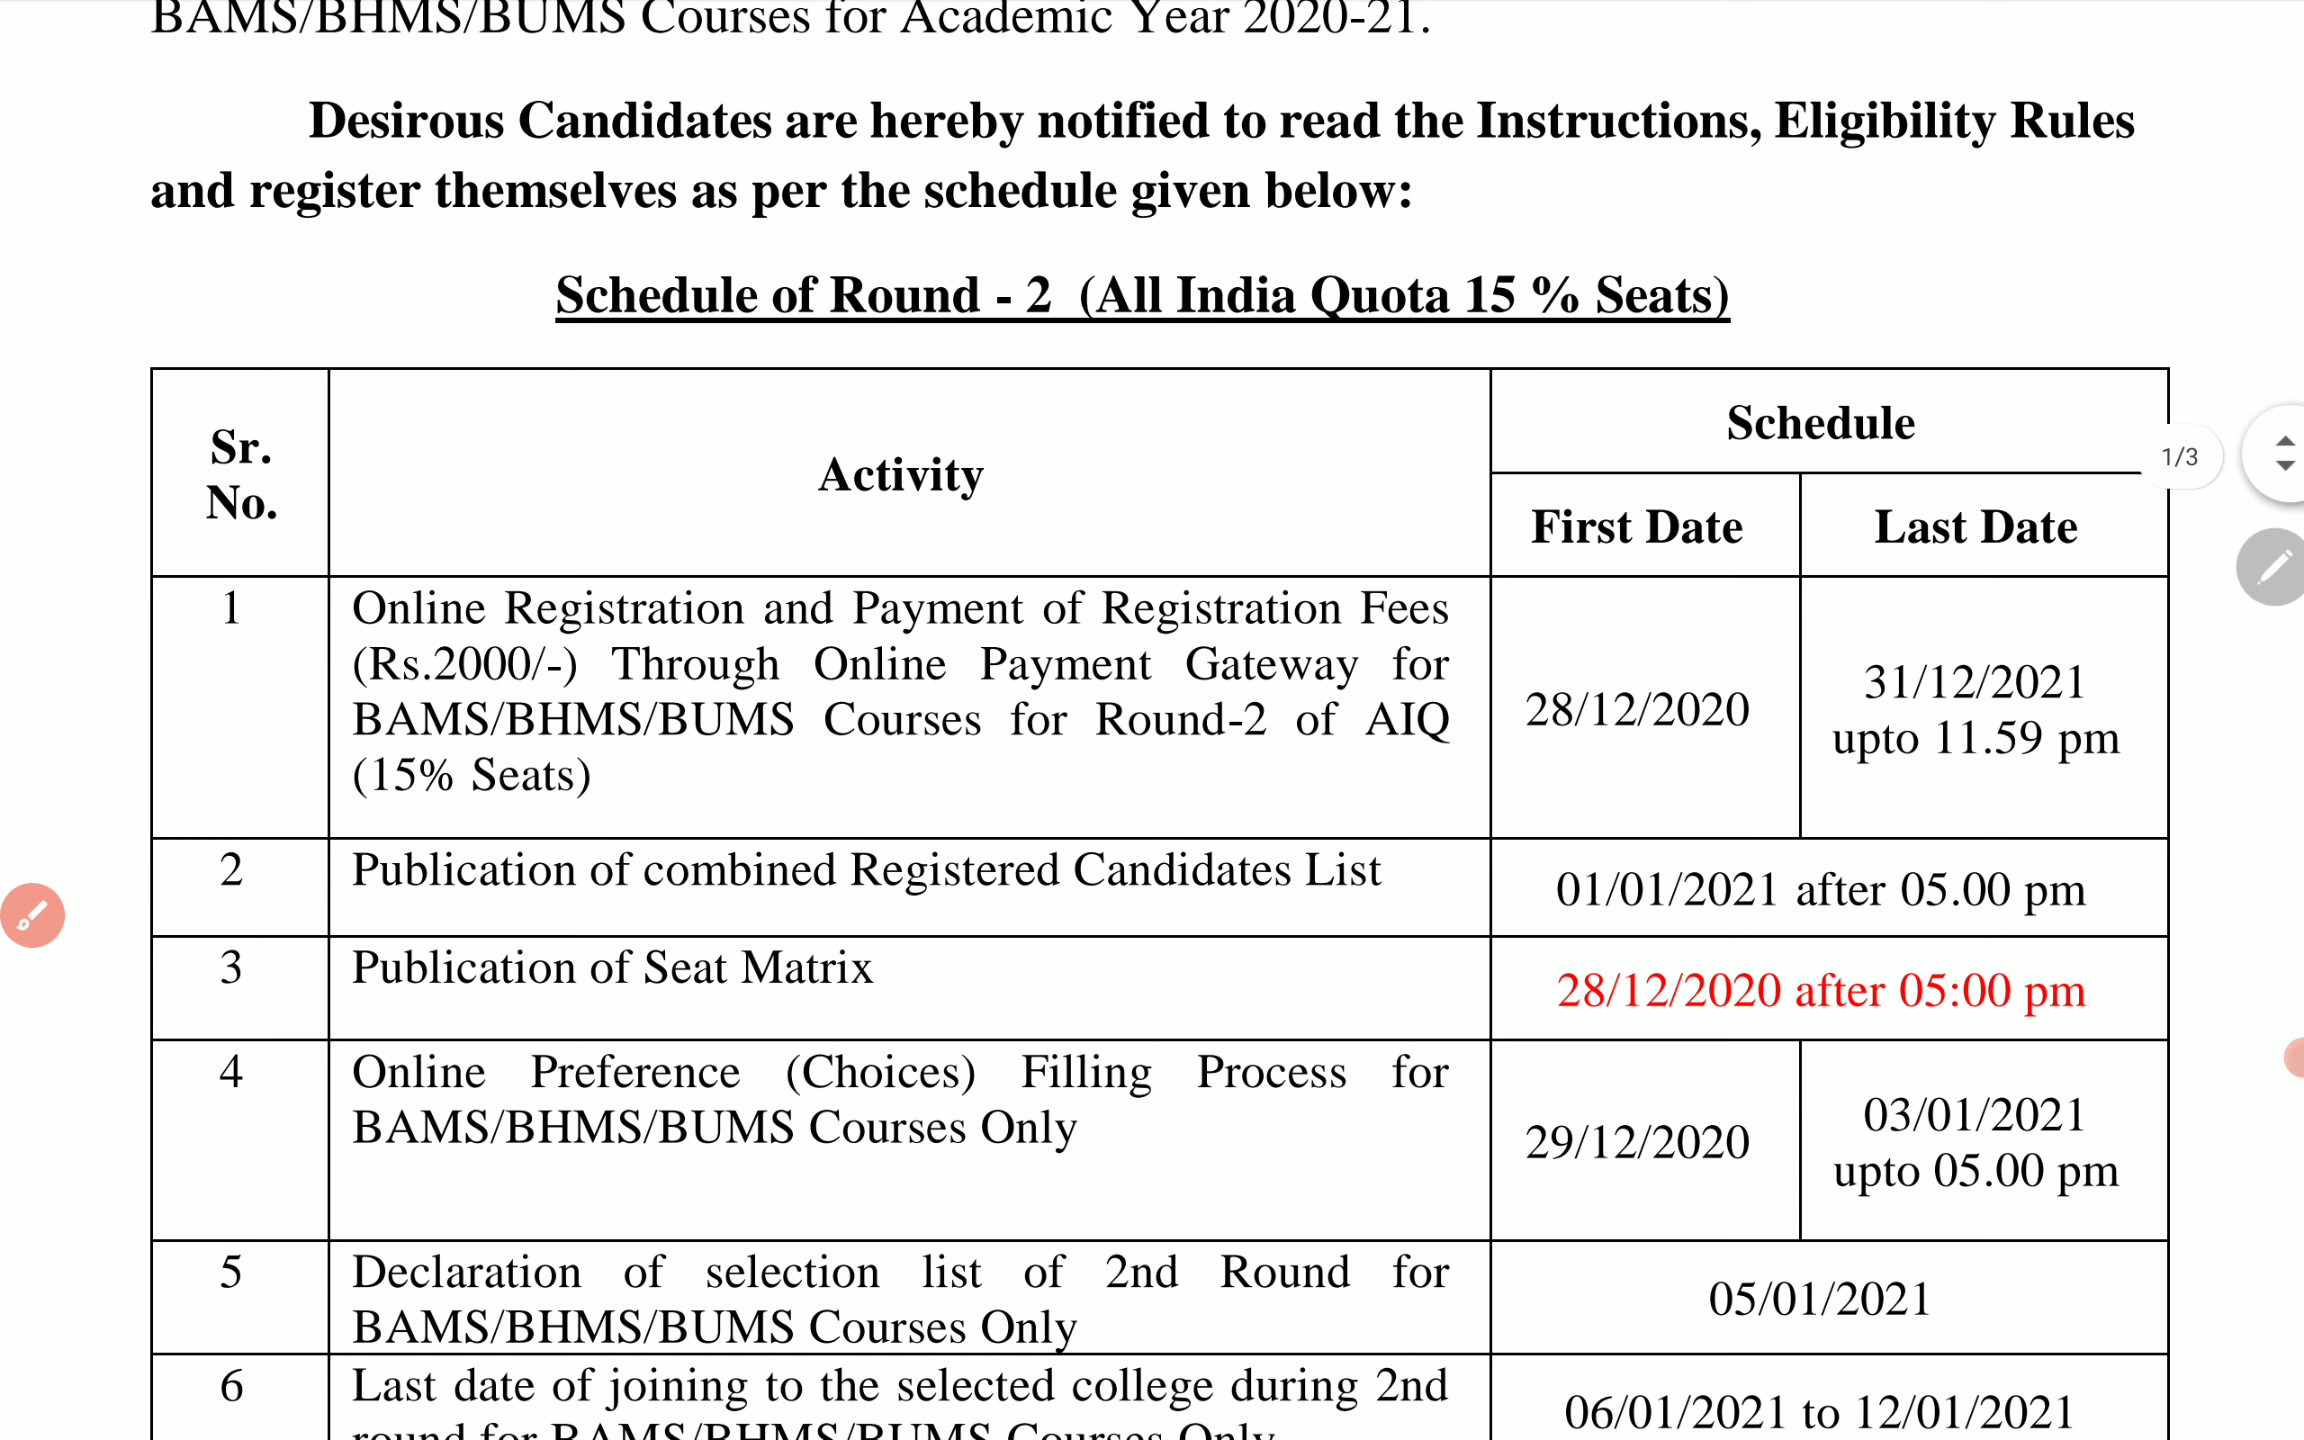 BAMS/BHMS/BUMS Courses for Academic Year 2020-21.
Desirous Candidates are hereby notified to read the Instructions, Eligibility Rules
and register themselves as per the schedule given below:
Schedule of Round - 2 (All India Quota 15 % Seats)
Sr.
No.
Activity
Schedule
First Date
Last Date
1/3
1
Online Registration and Payment of Registration Fees
(Rs.2000/-) Through Online Payment Gateway for
BAMS/BHMS/BUMS Courses for Round-2 of AIQ
(15% Seats)
28/12/2020
31/12/2021
upto 11.59 pm
2
Publication of combined Registered Candidates List
01/01/2021 after 05.00 pm
3
Publication of Seat Matrix
28/12/2020 after 05:00 pm
4
Online Preference (Choices) Filling Process for
BAMS/BHMS/BUMS Courses Only
29/12/2020
03/01/2021
upto 05.00 pm
5
Declaration of selection list of 2nd Round for
BAMS/BHMS/BUMS Courses Only
05/01/2021
6
Last date of joining to the selected college during 2nd
round for BAMS/BHMS/BUMS Courses Only
06/01/2021 to 12/01/2021